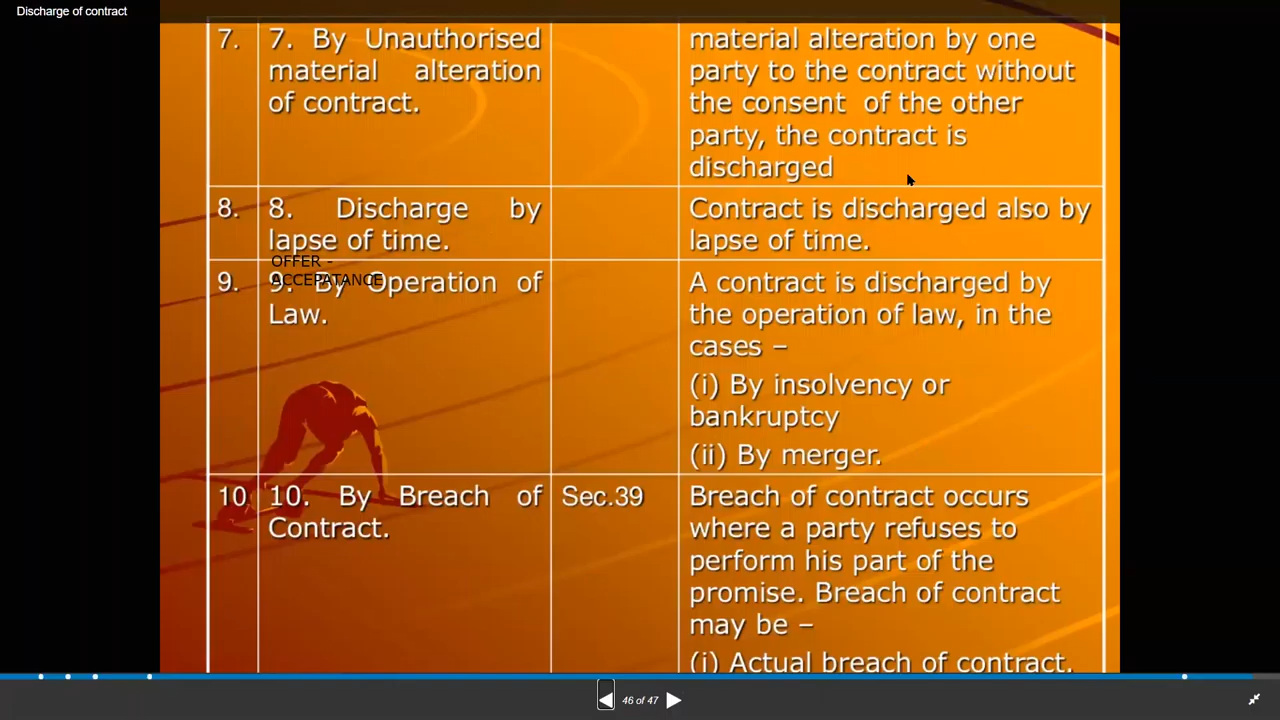 Discharge of contract
7.
7. By Unauthorised
material alteration
of contract.
material alteration by one
party to the contract without
the consent of the other
party, the contract is
discharged
8.
8. Discharge by
lapse of time.
Contract is discharged also by
lapse of time.
OFFER -
ACCEPATANCE
9.
9. By Operation of
Law.
A contract is discharged by
the operation of law, in the
cases –
(i) By insolvency or
bankruptcy
(ii) By merger.
10
10. By Breach of
Contract.
Sec.39
Breach of contract occurs
where a party refuses to
perform his part of the
promise. Breach of contract
may be –
(i) Actual breach of contract.
46 of 47